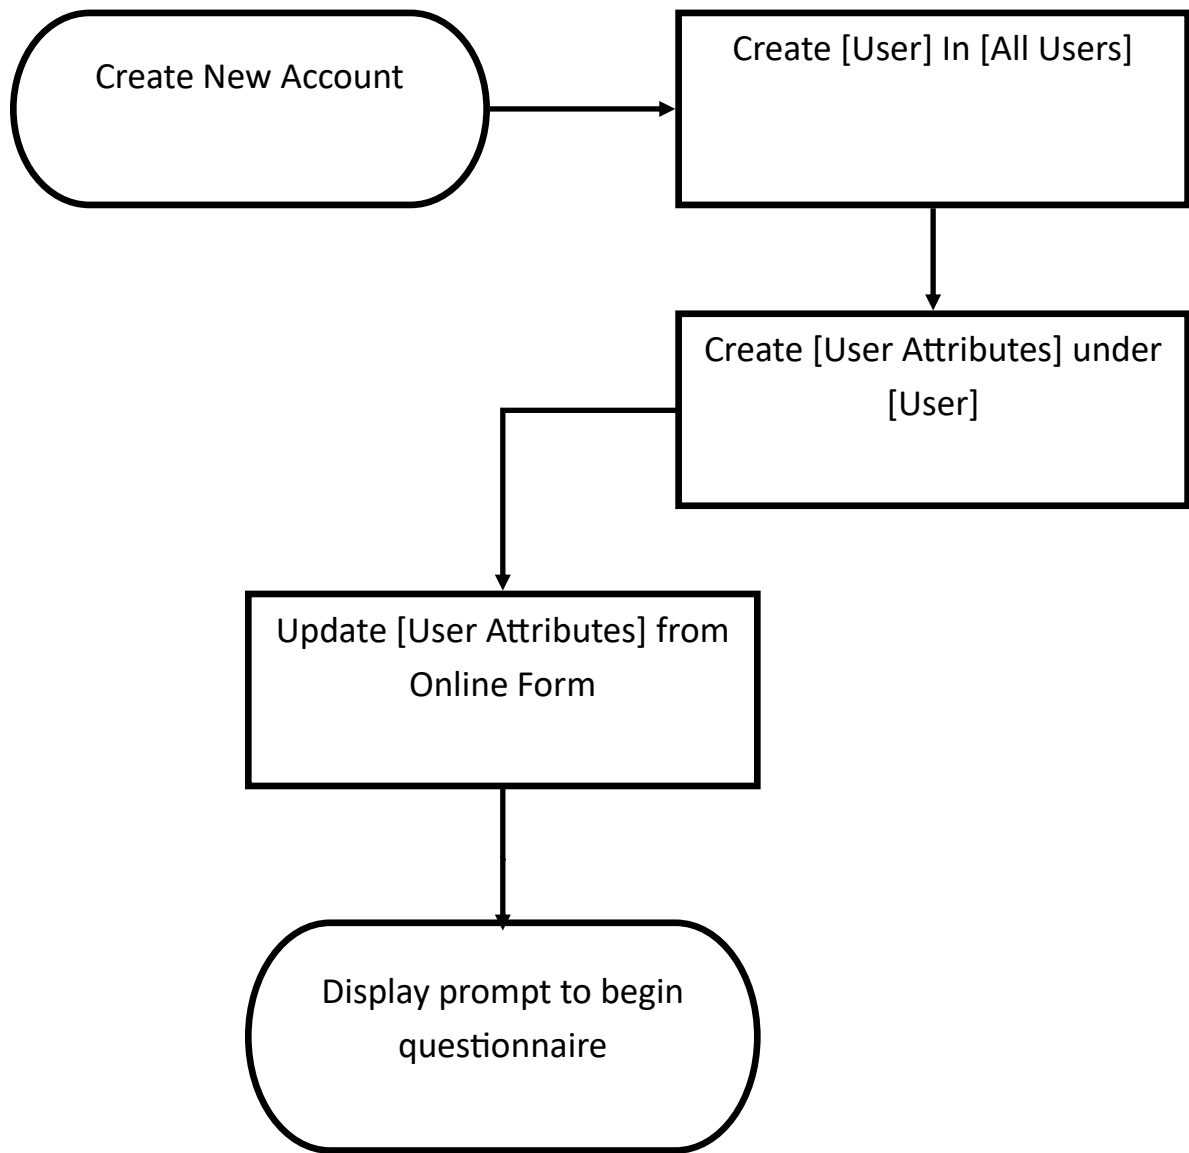 Create New Account
Create [User] In [All Users]
Create [User Attributes] under
[User]
Update [User Attributes] from
Online Form
Display prompt to begin
questionnaire